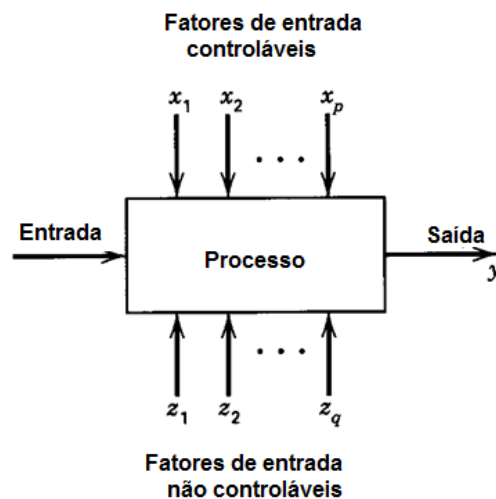 Fatores de entrada
controláveis
x1 x2 xp
. . .
Entrada
Processo
Saída
y
. . .
z1 z2 zq
Fatores de entrada
não controláveis